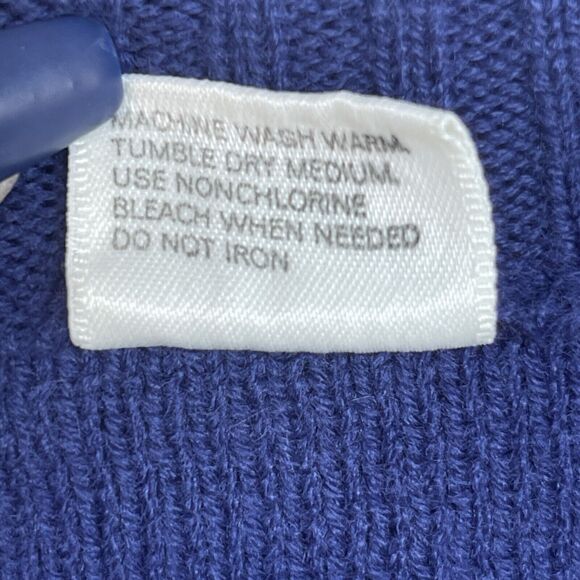 MACHINE WASH WARM.
TUMBLE DRY MEDIUM.
USE NONCHLORINE
BLEACH WHEN NEEDED
DO NOT IRON